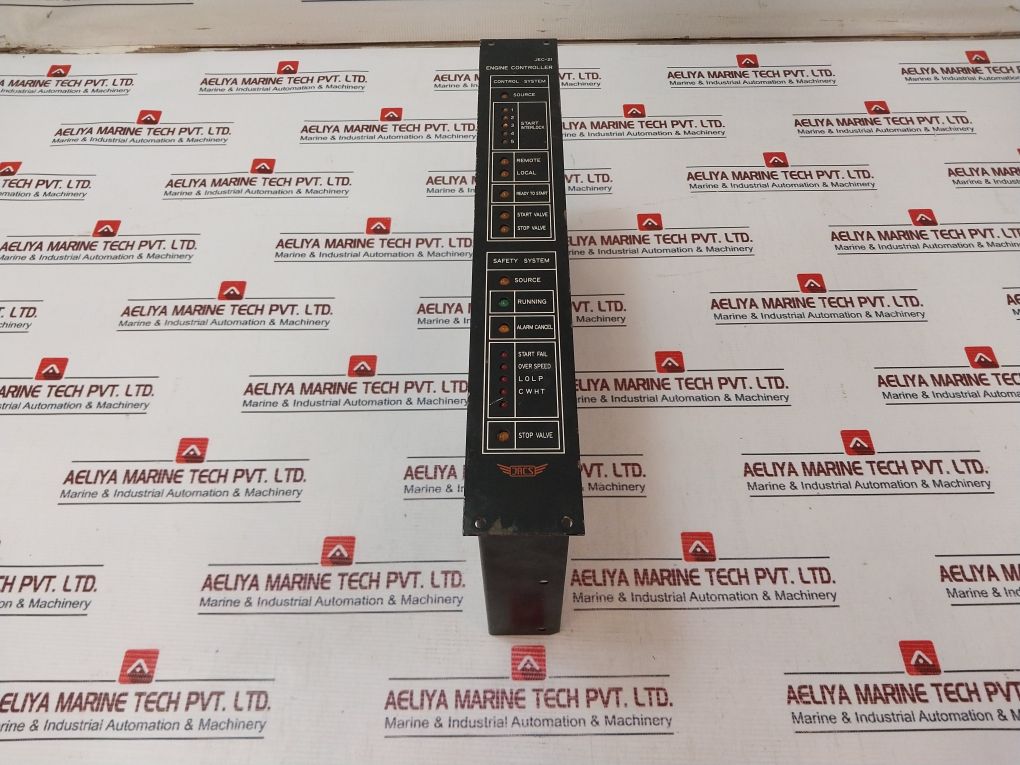 JEC-21
ENGINE CONTROLLER
CONTROL SYSTEM
SOURCE
1
2
3
4
5
START
INTERLOCK
REMOTE
LOCAL
READY TO START
START VALVE
STOP VALVE
SAFETY SYSTEM
SOURCE
RUNNING
ALARM CANCEL
START FAIL
OVER SPEED
L O L P
C W H T
STOP VALVE
JACS
AELIYA MARINE TECH PVT. LTD.
Marine & Industrial Automation & Machinery